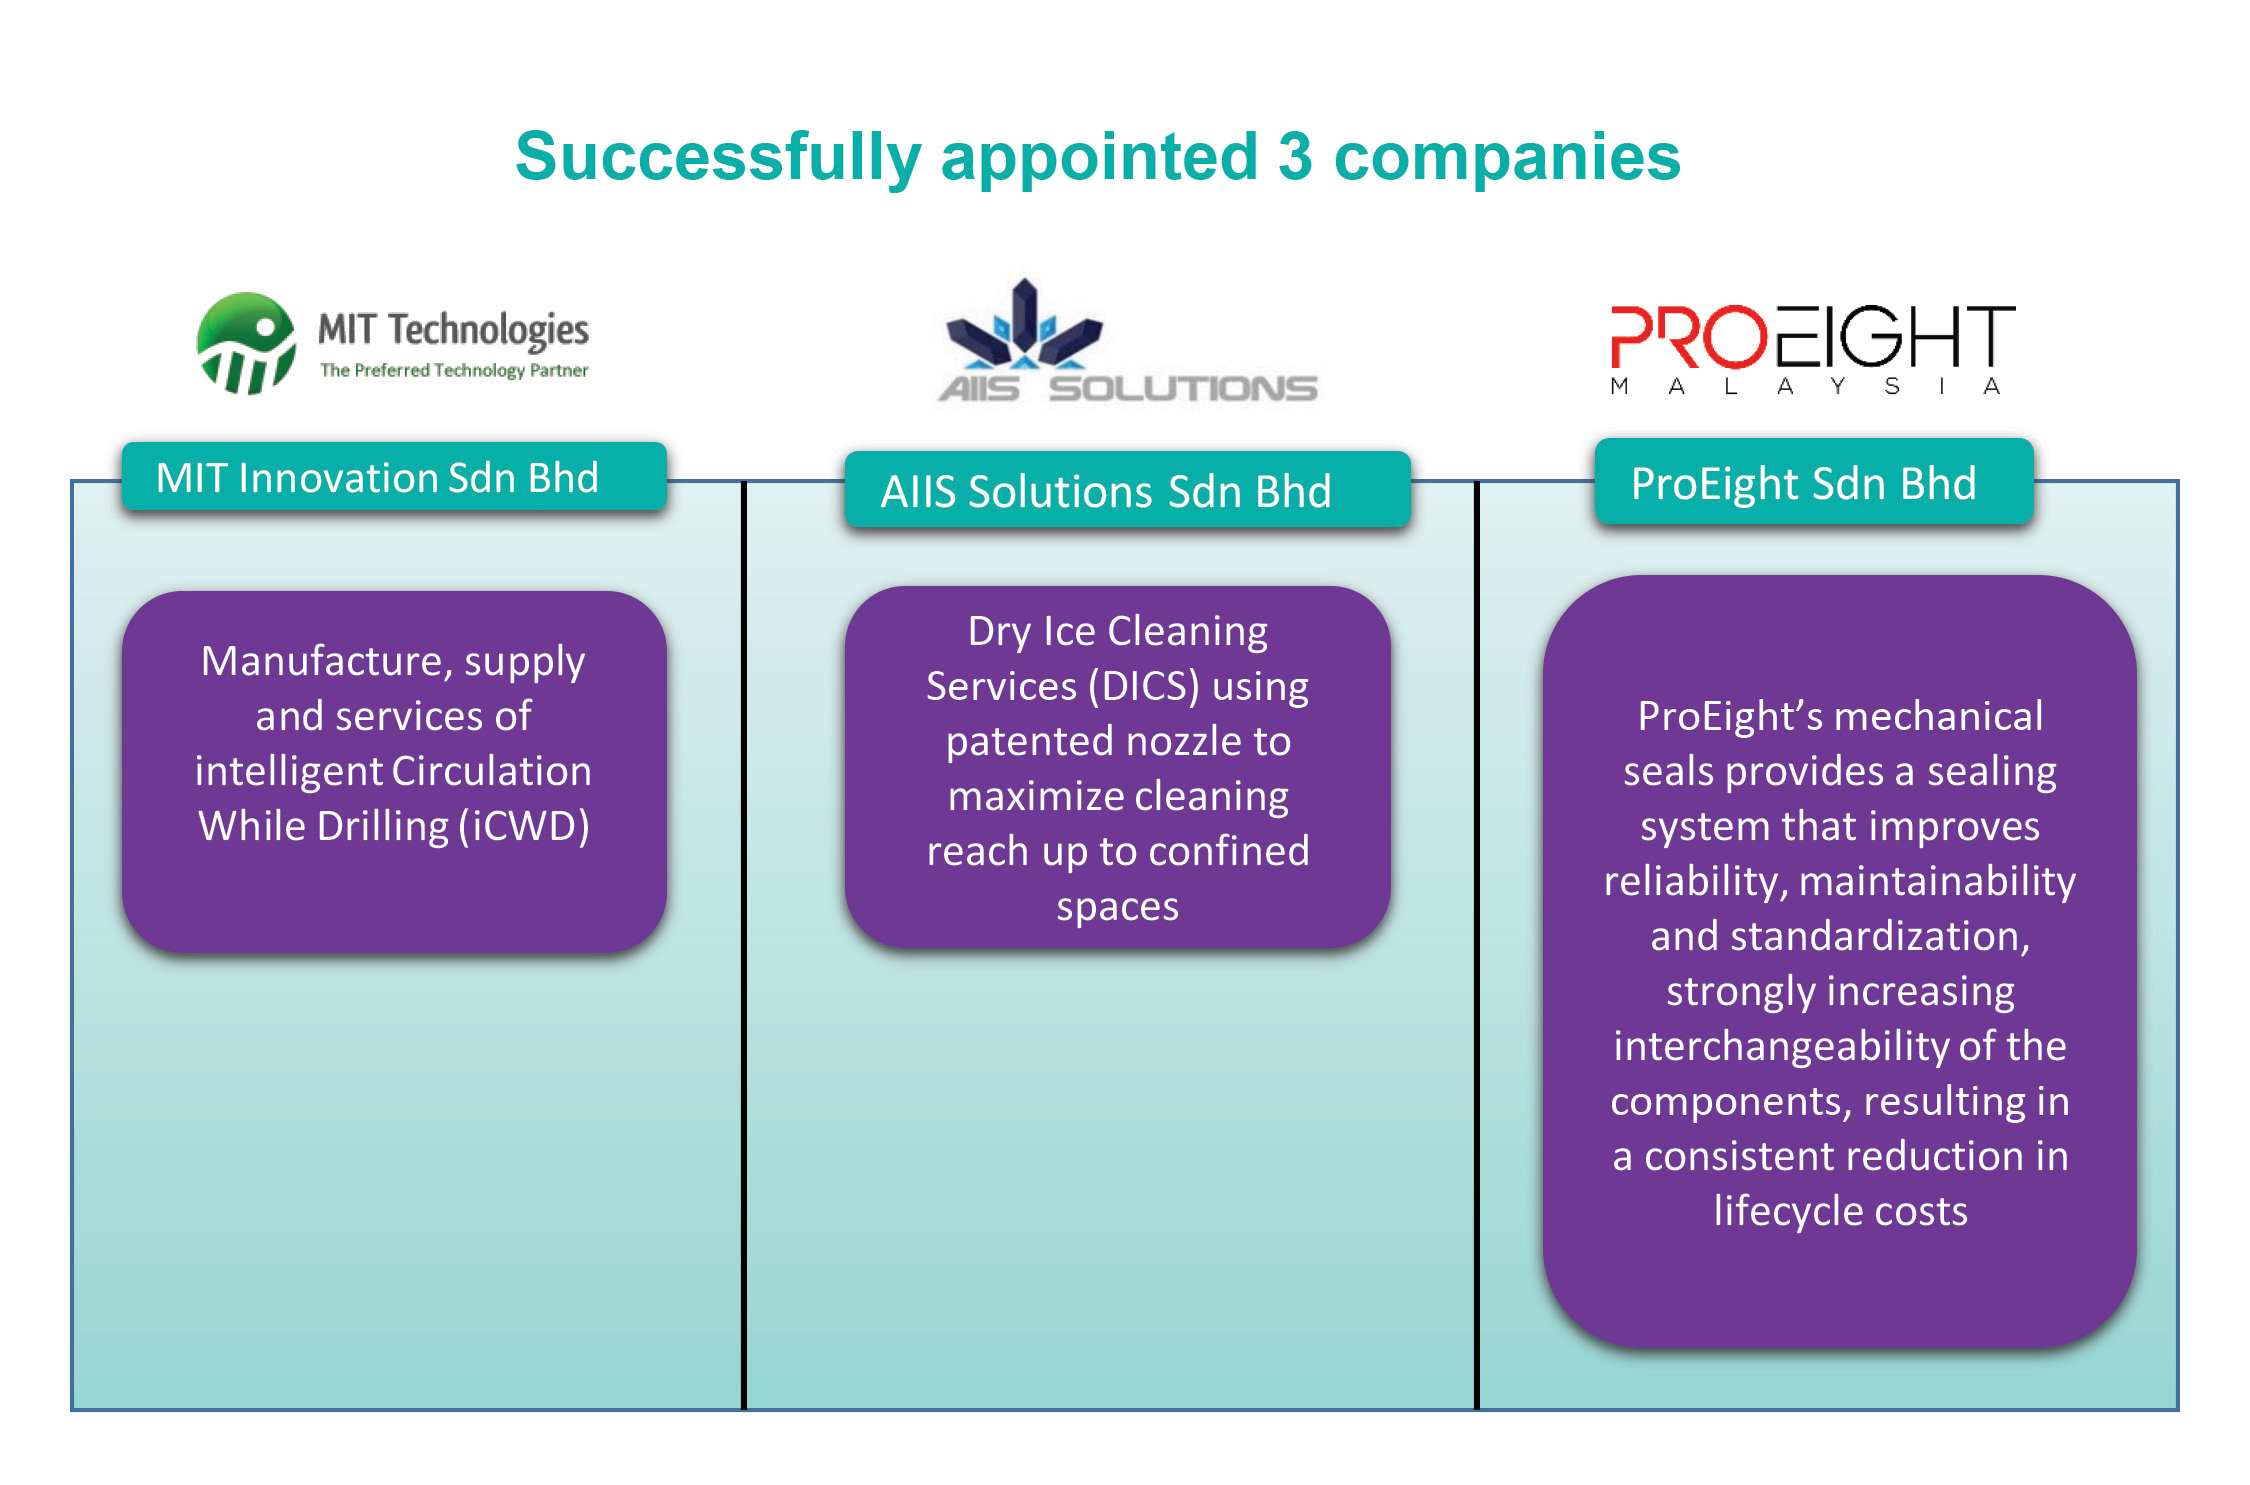 Successfully appointed 3 companies
MIT Technologies
The Preferred Technology Partner
MIT Innovation Sdn Bhd
Manufacture, supply
and services of
intelligent Circulation
While Drilling (iCWD)
AIIS SOLUTIONS
AIIS Solutions Sdn Bhd
Dry Ice Cleaning
Services (DICS) using
patented nozzle to
maximize cleaning
reach up to confined
spaces
PROEIGHT
MALAYSIA
ProEight Sdn Bhd
ProEight’s mechanical
seals provides a sealing
system that improves
reliability, maintainability
and standardization,
strongly increasing
interchangeability of the
components, resulting in
a consistent reduction in
lifecycle costs